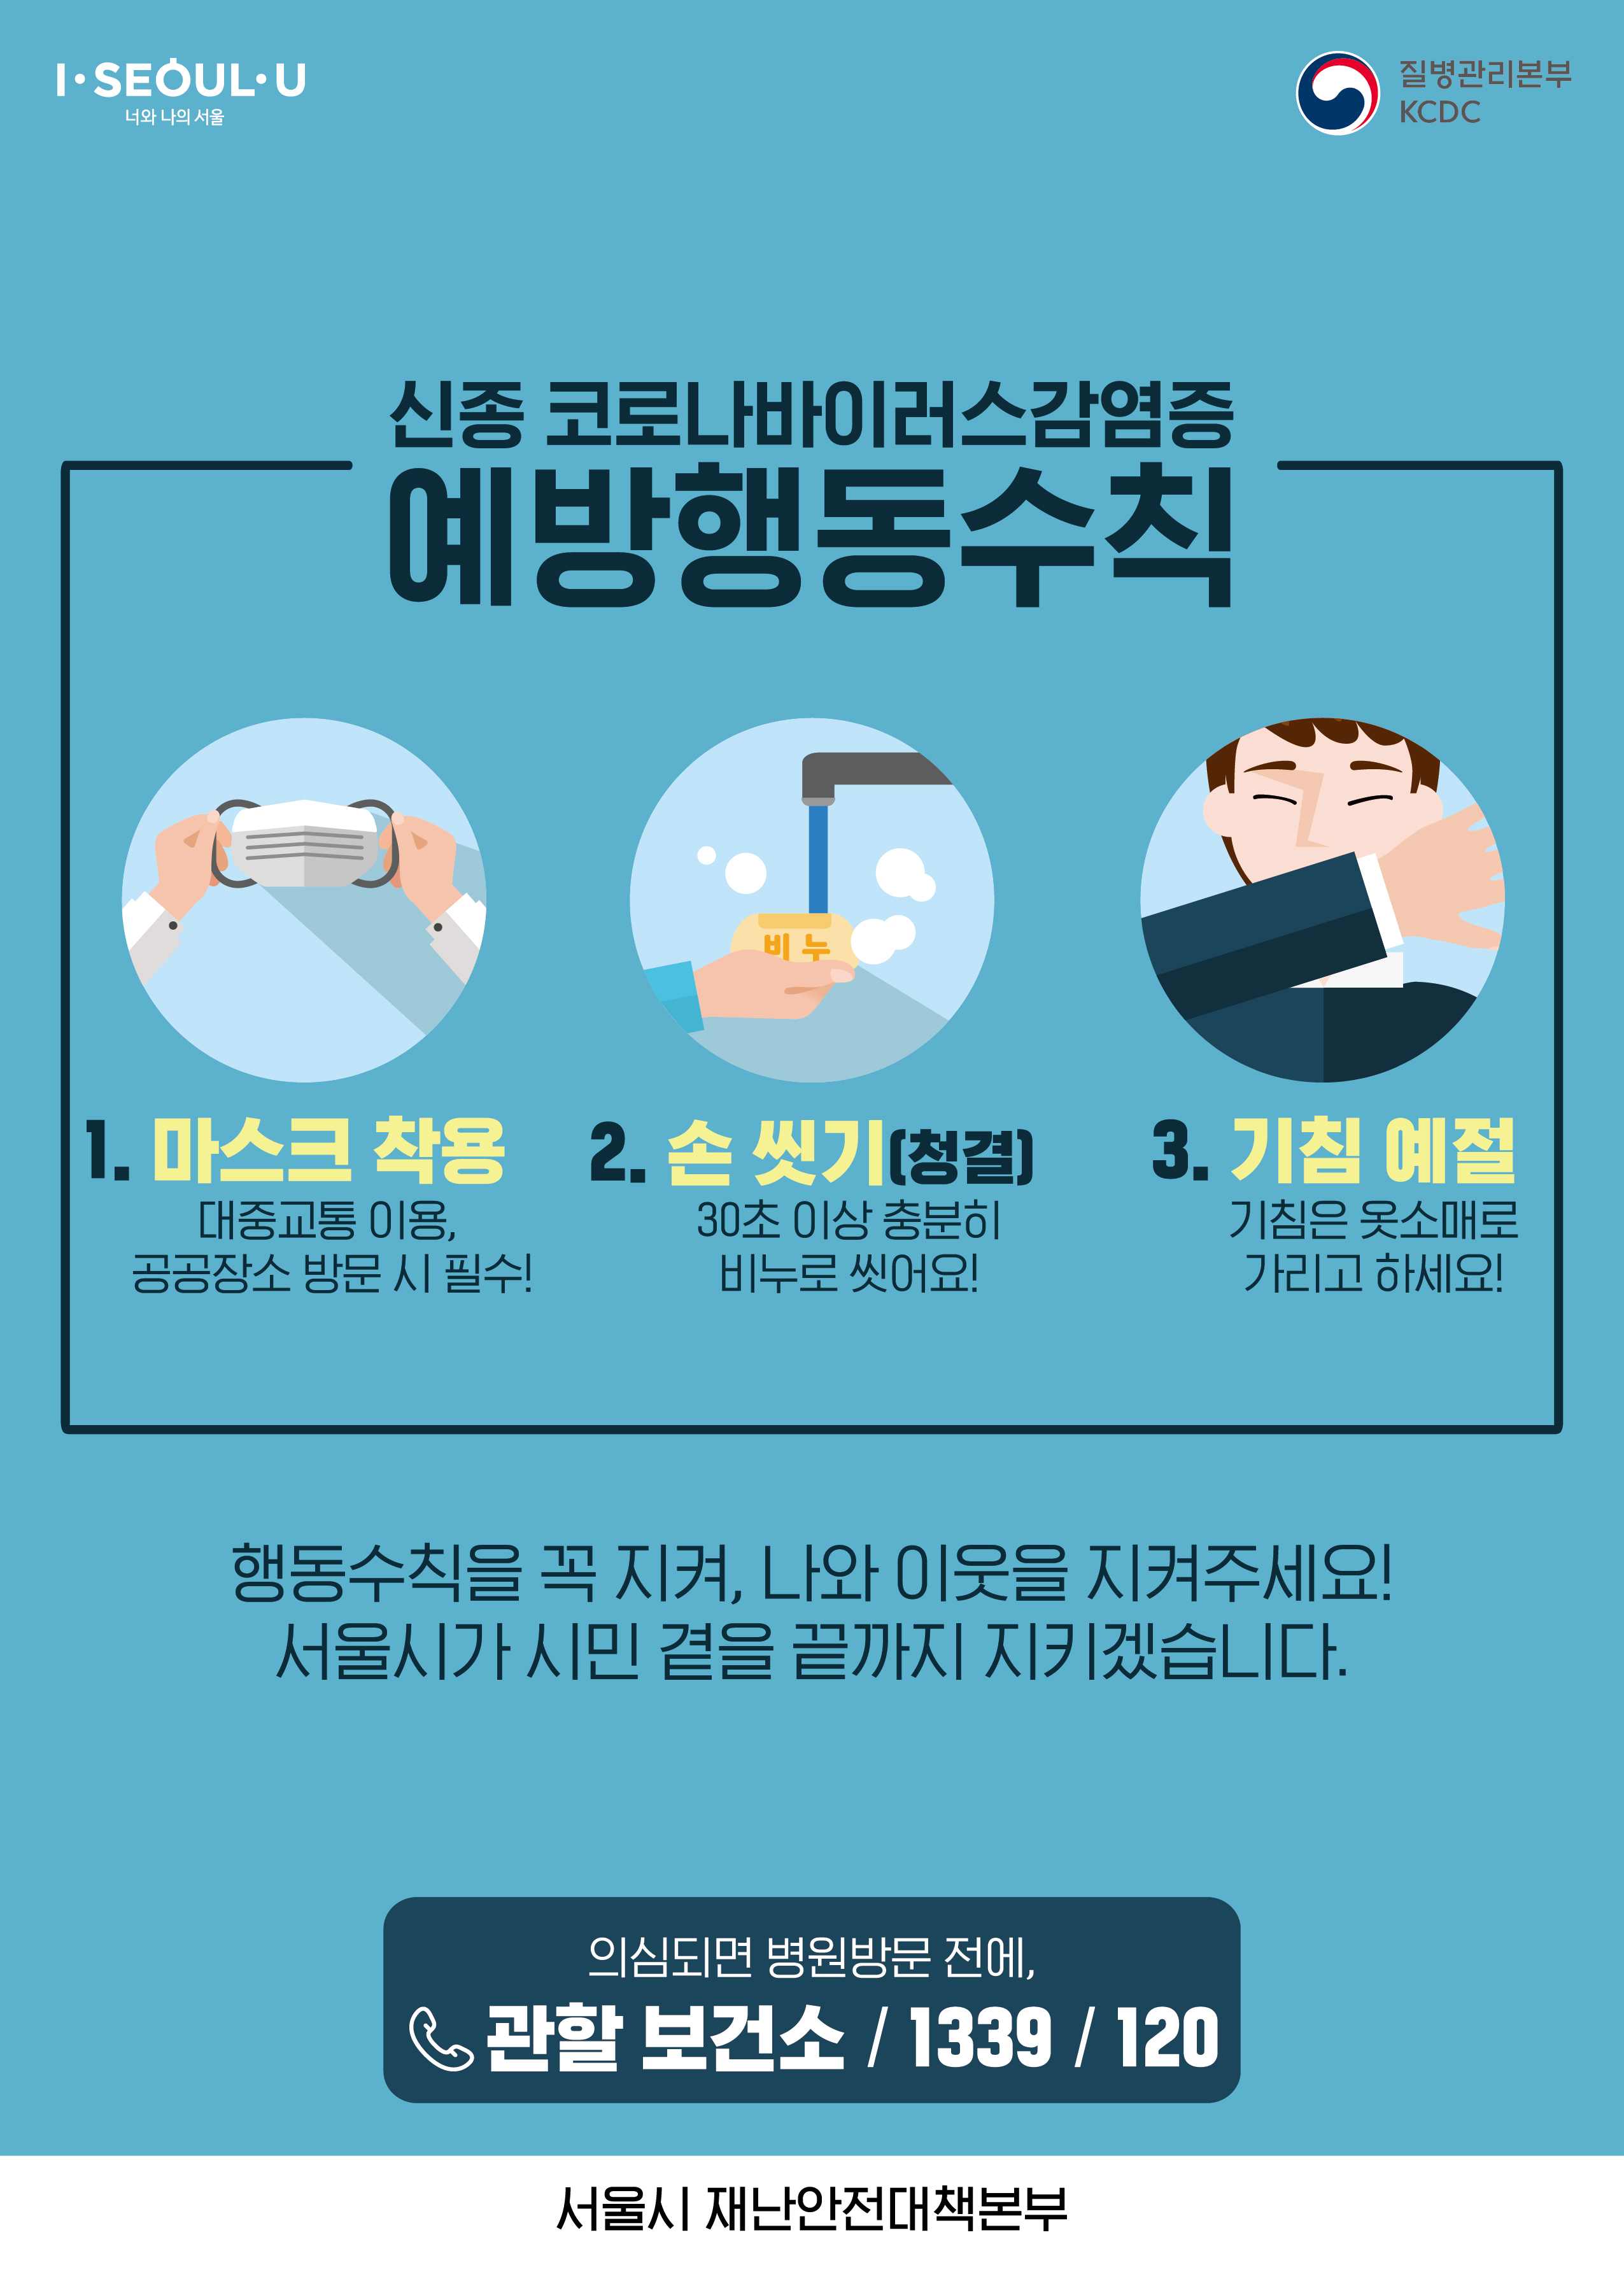 I·SEOUL·U
너와 나의 서울
질병관리본부
KCDC
신종 코로나바이러스감염증
예방행동수칙
비누
1. 마스크 착용
대중교통 이용,
공공장소 방문 시 필수!
2. 손 씻기(청결)
30초 이상 충분히
비누로 씻어요!
3. 기침 예절
기침은 옷소매로
가리고 하세요!
행동수칙을 꼭 지켜, 나와 이웃을 지켜주세요!
서울시가 시민 곁을 끝까지 지키겠습니다.
의심되면 병원방문 전에,
관할 보건소 / 1339 / 120
서울시 재난안전대책본부